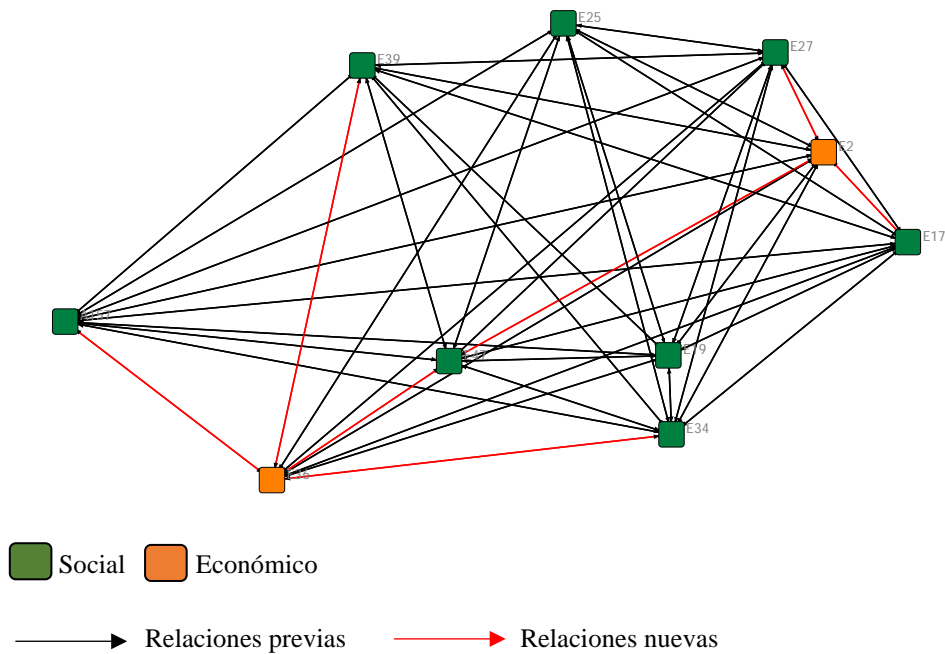 E25
E27
E39
E2
E17
E19
E34
Social Económico
Relaciones previas Relaciones nuevas